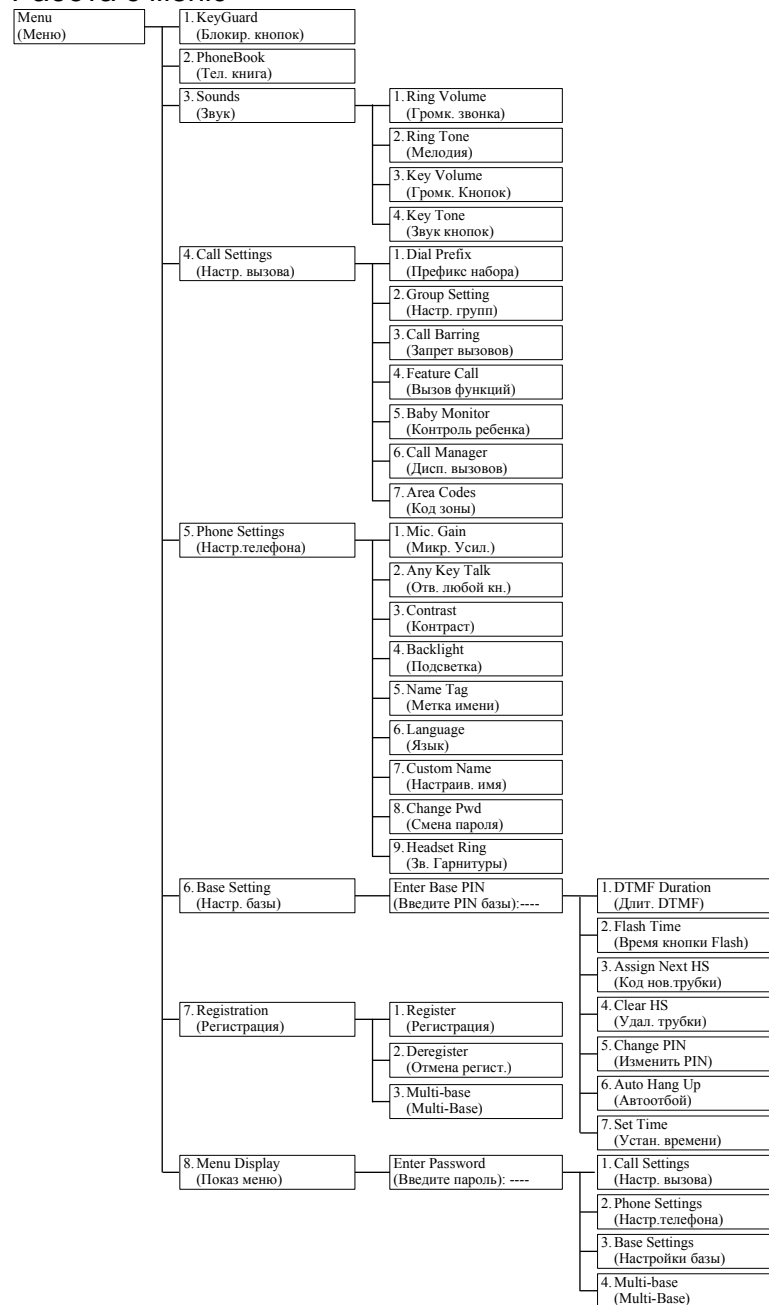 Работа с меню
Menu
(Меню)
1. KeyGuard
(Блокир. кнопок)
2. PhoneBook
(Тел. книга)
3. Sounds
(Звук)
1. Ring Volume
(Громк. звонка)
2. Ring Tone
(Мелодия)
3. Key Volume
(Громк. Кнопок)
4. Key Tone
(Звук кнопок)
4. Call Settings
(Настр. вызова)
1. Dial Prefix
(Префикс набора)
2. Group Setting
(Настр. групп)
3. Call Barring
(Запрет вызовов)
4. Feature Call
(Вызов функций)
5. Baby Monitor
(Контроль ребенка)
6. Call Manager
(Дисп. вызовов)
7. Area Codes
(Код зоны)
5. Phone Settings
(Настр.телефона)
1. Mic. Gain
(Микр. Усил.)
2. Any Key Talk
(Отв. любой кн.)
3. Contrast
(Контраст)
4. Backlight
(Подсветка)
5. Name Tag
(Метка имени)
6. Language
(Язык)
7. Custom Name
(Настраив. имя)
8. Change Pwd
(Смена пароля)
9. Headset Ring
(Зв. Гарнитуры)
6. Base Setting
(Настр. базы)
Enter Base PIN
(Введите PIN базы):----
1. DTMF Duration
(Длит. DTMF)
2. Flash Time
(Время кнопки Flash)
3. Assign Next HS
(Код нов.трубки)
4. Clear HS
(Удал. трубки)
5. Change PIN
(Изменить PIN)
6. Auto Hang Up
(Автоотбой)
7. Set Time
(Устан. времени)
7. Registration
(Регистрация)
1. Register
(Регистрация)
2. Deregister
(Отмена регист.)
3. Multi-base
(Multi-Base)
8. Menu Display
(Показ меню)
Enter Password
(Введите пароль): ----
1. Call Settings
(Настр. вызова)
2. Phone Settings
(Настр.телефона)
3. Base Settings
(Настройки базы)
4. Multi-base
(Multi-Base)